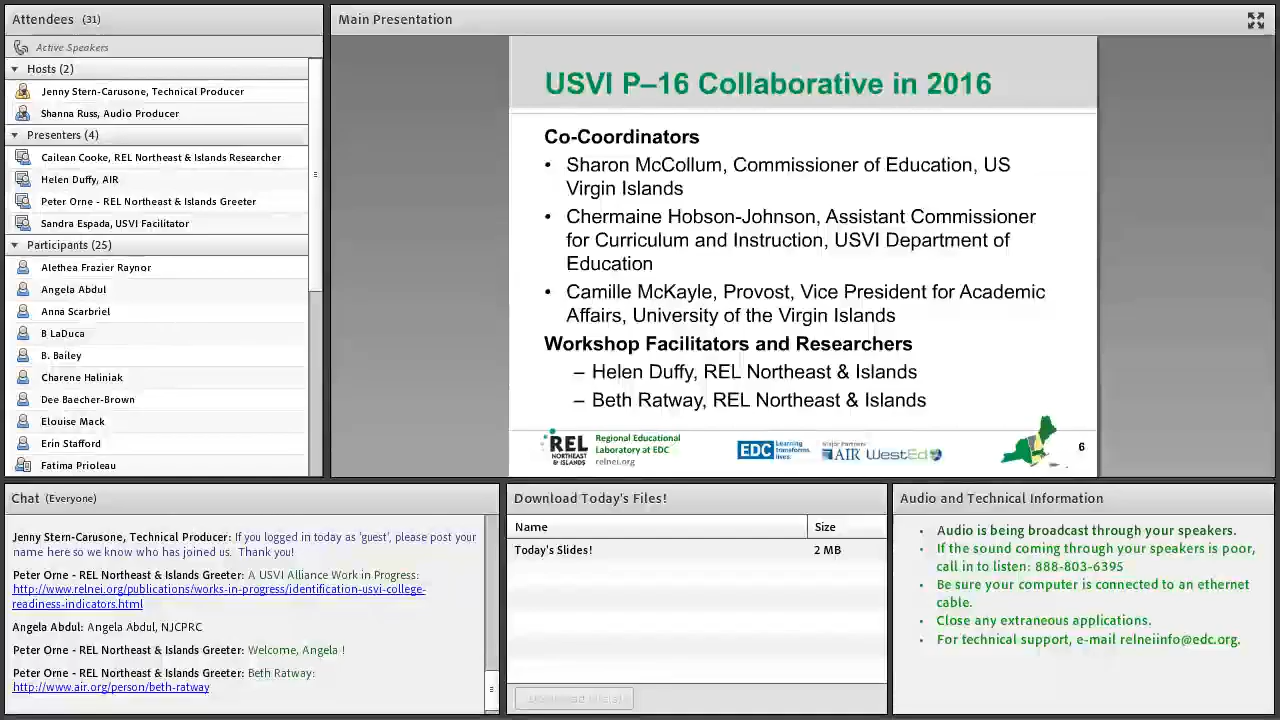 Attendees (31)
Active Speakers
Hosts (2)
Jenny Stern-Carusone, Technical Producer
Shanna Russ, Audio Producer
Presenters (4)
Cailean Cooke, REL Northeast & Islands Researcher
Helen Duffy, AIR
Peter Orne - REL Northeast & Islands Greeter
Sandra Espada, USVI Facilitator
Participants (25)
Alethea Frazier Raynor
Angela Abdul
Anna Scarbriel
B LaDuca
B. Bailey
Charene Haliniak
Dee Baecher-Brown
Elouise Mack
Erin Stafford
Fatima Prioleau
Main Presentation
USVI P–16 Collaborative in 2016
Co-Coordinators
• Sharon McCollum, Commissioner of Education, US
Virgin Islands
• Chermaine Hobson-Johnson, Assistant Commissioner
for Curriculum and Instruction, USVI Department of
Education
• Camille McKayle, Provost, Vice President for Academic
Affairs, University of the Virgin Islands
Workshop Facilitators and Researchers
– Helen Duffy, REL Northeast & Islands
– Beth Ratway, REL Northeast & Islands
REL
NORTHEAST
& ISLANDS
Regional Educational
Laboratory at EDC
relnei.org
EDC
Learning
transforms
lives.
Major Partners
AIR WestEd
6
Chat (Everyone)
Jenny Stern-Carusone, Technical Producer: If you logged in today as 'guest', please post your
name here so we know who has joined us. Thank you!
Peter Orne - REL Northeast & Islands Greeter: A USVI Alliance Work in Progress:
http://www.relnei.org/publications/works-in-progress/identification-usvi-college-
readiness-indicators.html
Angela Abdul: Angela Abdul, NJCPRC
Peter Orne - REL Northeast & Islands Greeter: Welcome, Angela !
Peter Orne - REL Northeast & Islands Greeter: Beth Ratway:
http://www.air.org/person/beth-ratway
Download Today's Files!
Name Size
Today's Slides! 2 MB
Audio and Technical Information
• Audio is being broadcast through your speakers.
• If the sound coming through your speakers is poor,
call in to listen: 888-803-6395
• Be sure your computer is connected to an ethernet
cable.
• Close any extraneous applications.
• For technical support, e-mail relneiinfo@edc.org.